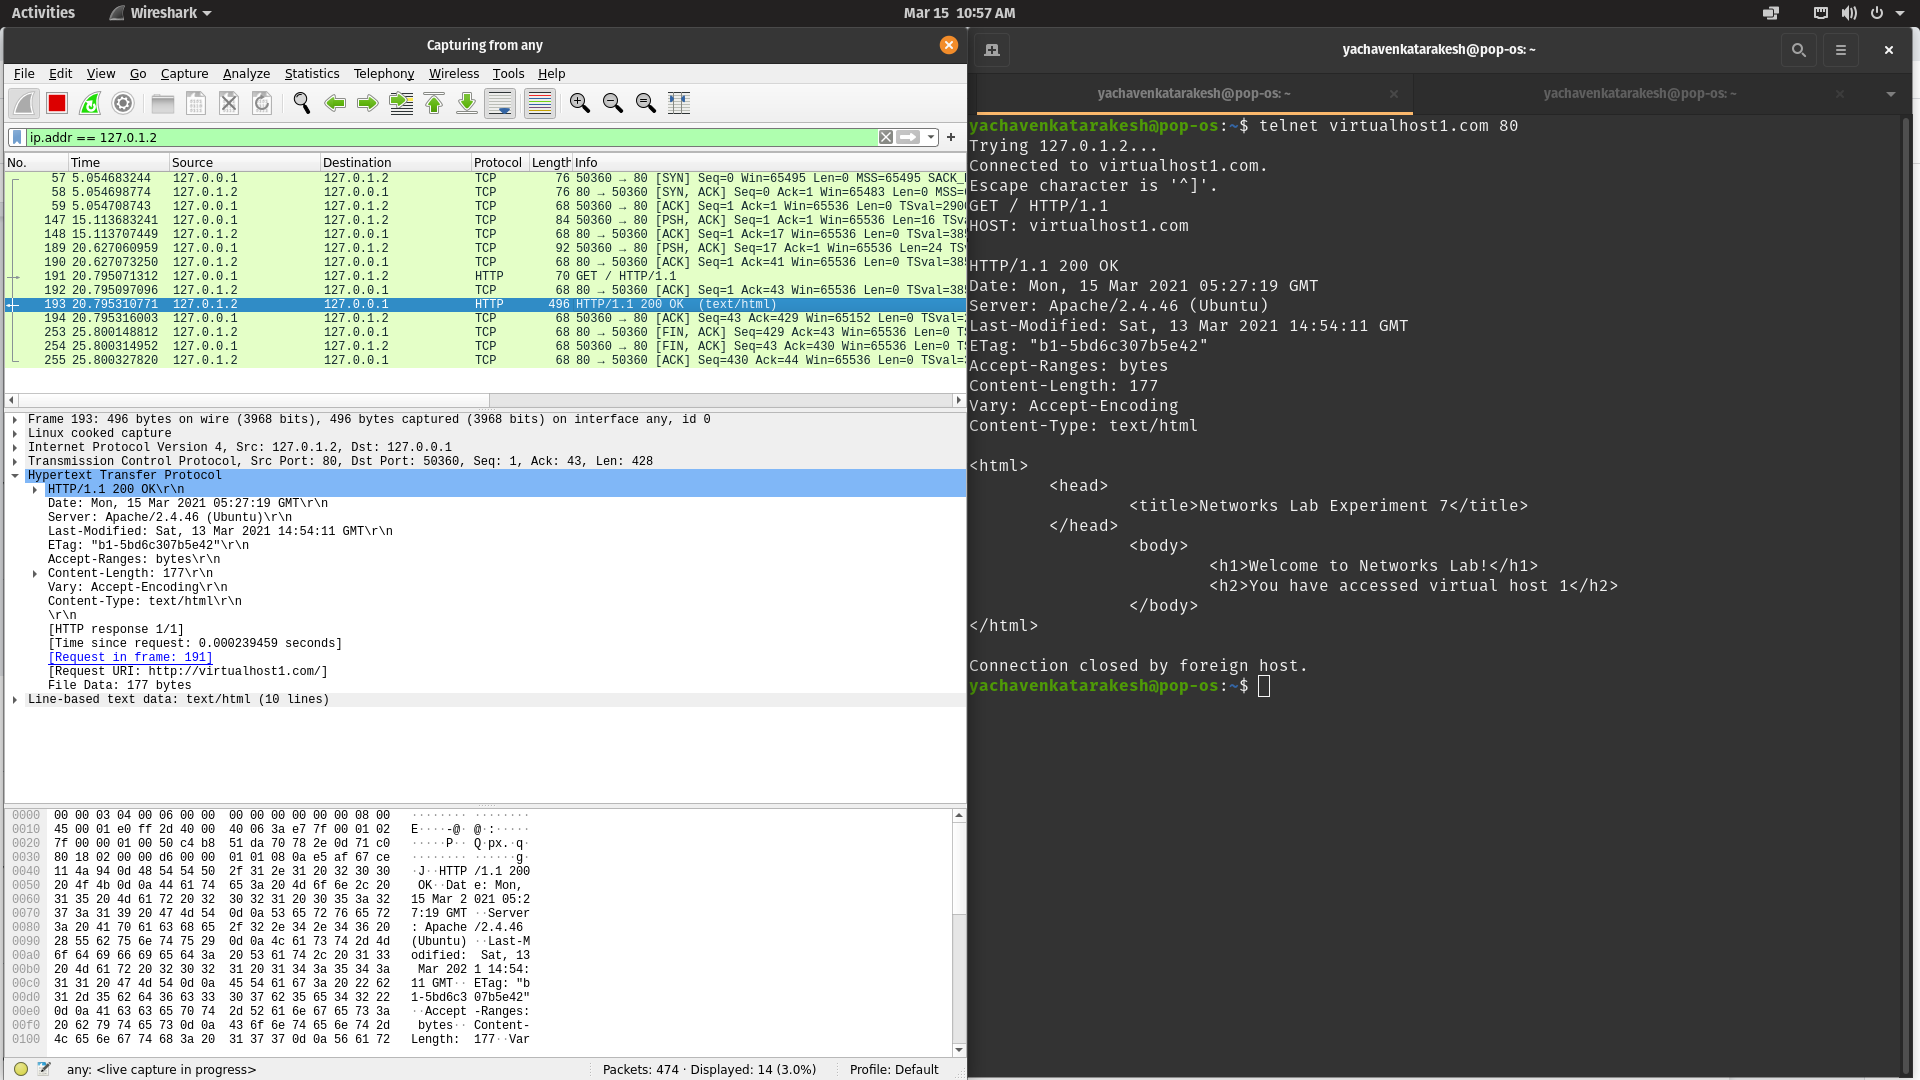 Activities
Wireshark
Mar 15 10:57 AM
Capturing from any
File Edit View Go Capture Analyze Statistics Telephony Wireless Tools Help
ip.addr == 127.0.1.2
No. Time Source Destination Protocol Length Info
57 5.054683244 127.0.0.1 127.0.1.2 TCP 76 50360 → 80 [SYN] Seq=0 Win=65495 Len=0 MSS=65495 SACK_
58 5.054698774 127.0.1.2 127.0.0.1 TCP 76 80 → 50360 [SYN, ACK] Seq=0 Ack=1 Win=65483 Len=0 MSS=
59 5.054708743 127.0.0.1 127.0.1.2 TCP 68 50360 → 80 [ACK] Seq=1 Ack=1 Win=65536 Len=0 TSval=290
147 15.113683241 127.0.0.1 127.0.1.2 TCP 84 50360 → 80 [PSH, ACK] Seq=1 Ack=1 Win=65536 Len=16 TSv
148 15.113707449 127.0.1.2 127.0.0.1 TCP 68 80 → 50360 [ACK] Seq=1 Ack=17 Win=65536 Len=0 TSval=38
189 20.627060959 127.0.0.1 127.0.1.2 TCP 92 50360 → 80 [PSH, ACK] Seq=17 Ack=1 Win=65536 Len=24 TS
190 20.627073250 127.0.1.2 127.0.0.1 TCP 68 80 → 50360 [ACK] Seq=1 Ack=41 Win=65536 Len=0 TSval=38
191 20.795071312 127.0.0.1 127.0.1.2 HTTP 70 GET / HTTP/1.1
192 20.795097096 127.0.1.2 127.0.0.1 TCP 68 80 → 50360 [ACK] Seq=1 Ack=43 Win=65536 Len=0 TSval=38
193 20.795310771 127.0.1.2 127.0.0.1 HTTP 496 HTTP/1.1 200 OK (text/html)
194 20.795316003 127.0.0.1 127.0.1.2 TCP 68 50360 → 80 [ACK] Seq=43 Ack=429 Win=65152 Len=0 TSval=
253 25.800148812 127.0.1.2 127.0.0.1 TCP 68 80 → 50360 [FIN, ACK] Seq=429 Ack=43 Win=65536 Len=0 T
254 25.800314952 127.0.0.1 127.0.1.2 TCP 68 50360 → 80 [FIN, ACK] Seq=43 Ack=430 Win=65536 Len=0 T
255 25.800327820 127.0.1.2 127.0.0.1 TCP 68 80 → 50360 [ACK] Seq=430 Ack=44 Win=65536 Len=0 TSval=
Frame 193: 496 bytes on wire (3968 bits), 496 bytes captured (3968 bits) on interface any, id 0
Linux cooked capture
Internet Protocol Version 4, Src: 127.0.1.2, Dst: 127.0.0.1
Transmission Control Protocol, Src Port: 80, Dst Port: 50360, Seq: 1, Ack: 43, Len: 428
Hypertext Transfer Protocol
HTTP/1.1 200 OK\r\n
Date: Mon, 15 Mar 2021 05:27:19 GMT\r\n
Server: Apache/2.4.46 (Ubuntu)\r\n
Last-Modified: Sat, 13 Mar 2021 14:54:11 GMT\r\n
ETag: "b1-5bd6c307b5e42"\r\n
Accept-Ranges: bytes\r\n
Content-Length: 177\r\n
Vary: Accept-Encoding\r\n
Content-Type: text/html\r\n
\r\n
[HTTP response 1/1]
[Time since request: 0.000239459 seconds]
[Request in frame: 191]
[Request URI: http://virtualhost1.com/]
File Data: 177 bytes
Line-based text data: text/html (10 lines)
0000 00 00 03 04 00 06 00 00 00 00 00 00 00 00 08 00 ········ ········
0010 45 00 01 e0 ff 2d 40 00 40 06 3a e7 7f 00 01 02 E····-@· @·:·····
0020 7f 00 00 01 00 50 c4 b8 51 da 70 78 2e 0d 71 c0 ·····P·· Q·px.·q·
0030 80 18 02 00 00 d6 00 00 01 01 08 0a e5 af 67 ce ········ ······g·
0040 11 4a 94 0d 48 54 54 50 2f 31 2e 31 20 32 30 30 ·J··HTTP /1.1 200
0050 20 4f 4b 0d 0a 44 61 74 65 3a 20 4d 6f 6e 2c 20 OK··Dat e: Mon,
0060 31 35 20 4d 61 72 20 32 30 32 31 20 30 35 3a 32 15 Mar 2 021 05:2
0070 37 3a 31 39 20 47 4d 54 0d 0a 53 65 72 76 65 72 7:19 GMT ··Server
0080 3a 20 41 70 61 63 68 65 2f 32 2e 34 2e 34 36 20 : Apache /2.4.46
0090 28 55 62 75 6e 74 75 29 0d 0a 4c 61 73 74 2d 4d (Ubuntu) ··Last-M
00a0 6f 64 69 66 69 65 64 3a 20 53 61 74 2c 20 31 33 odified: Sat, 13
00b0 20 4d 61 72 20 32 30 32 31 20 31 34 3a 35 34 3a Mar 202 1 14:54:
00c0 31 31 20 47 4d 54 0d 0a 45 54 61 67 3a 20 22 62 11 GMT·· ETag: "b
00d0 31 2d 35 62 64 36 63 33 30 37 62 35 65 34 32 22 1-5bd6c3 07b5e42"
00e0 0d 0a 41 63 63 65 70 74 2d 52 61 6e 67 65 73 3a ··Accept -Ranges:
00f0 20 62 79 74 65 73 0d 0a 43 6f 6e 74 65 6e 74 2d bytes·· Content-
0100 4c 65 6e 67 74 68 3a 20 31 37 37 0d 0a 56 61 72 Length: 177··Var
any: <live capture in progress>
Packets: 474 · Displayed: 14 (3.0%)
Profile: Default
yachavenkatarakesh@pop-os: ~
yachavenkatarakesh@pop-os: ~
yachavenkatarakesh@pop-os: ~
yachavenkatarakesh@pop-os:~$ telnet virtualhost1.com 80
Trying 127.0.1.2...
Connected to virtualhost1.com.
Escape character is '^]'.
GET / HTTP/1.1
HOST: virtualhost1.com
HTTP/1.1 200 OK
Date: Mon, 15 Mar 2021 05:27:19 GMT
Server: Apache/2.4.46 (Ubuntu)
Last-Modified: Sat, 13 Mar 2021 14:54:11 GMT
ETag: "b1-5bd6c307b5e42"
Accept-Ranges: bytes
Content-Length: 177
Vary: Accept-Encoding
Content-Type: text/html
<html>
<head>
<title>Networks Lab Experiment 7</title>
</head>
<body>
<h1>Welcome to Networks Lab!</h1>
<h2>You have accessed virtual host 1</h2>
</body>
</html>
Connection closed by foreign host.
yachavenkatarakesh@pop-os:~$